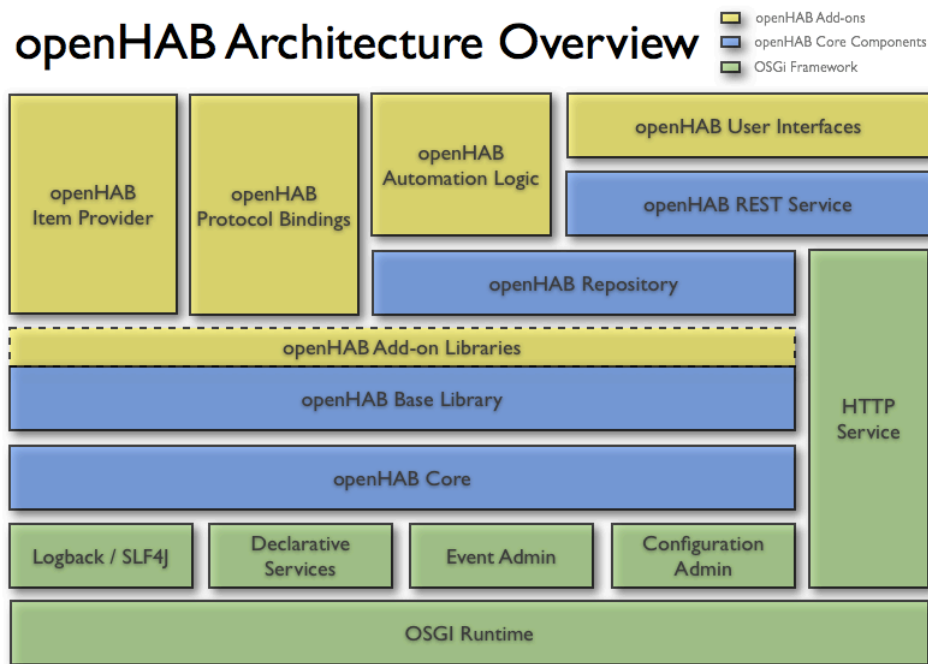 openHAB Architecture Overview
openHAB Add-ons
openHAB Core Components
OSGi Framework
openHAB
Item Provider
openHAB
Protocol Bindings
openHAB
Automation Logic
openHAB User Interfaces
openHAB REST Service
openHAB Repository
openHAB Add-on Libraries
openHAB Base Library
HTTP
Service
openHAB Core
Logback / SLF4J
Declarative
Services
Event Admin
Configuration
Admin
OSGI Runtime